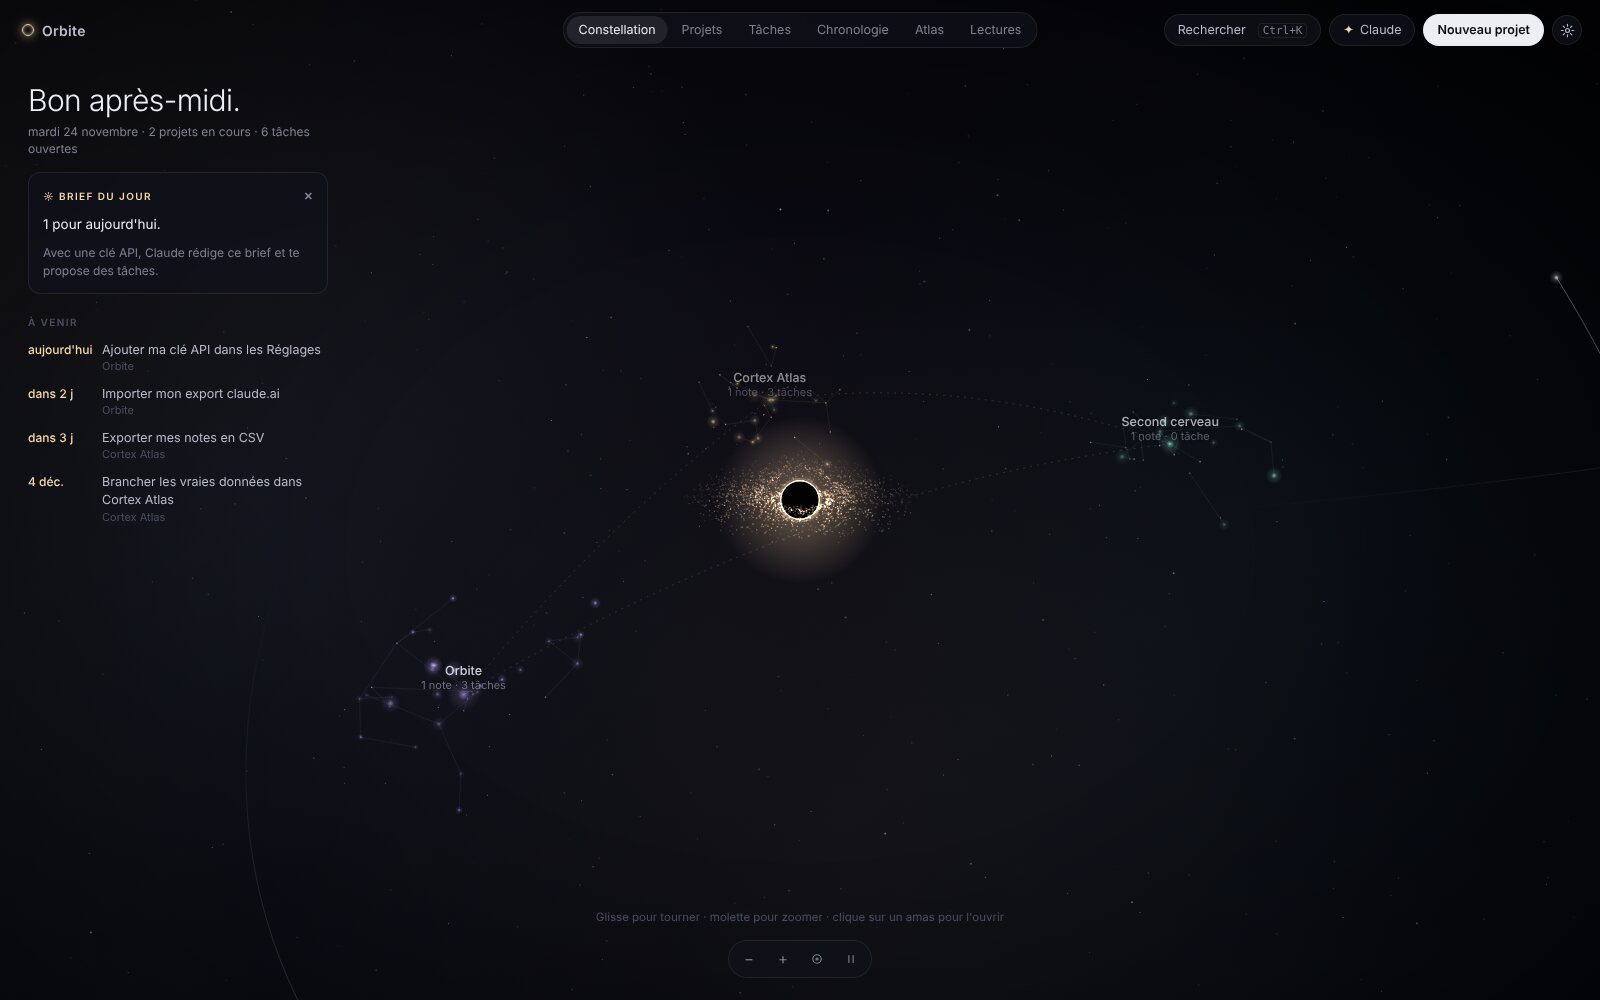 Orbite
Constellation
Projets
Tâches
Chronologie
Atlas
Lectures
Rechercher Ctrl+K
Claude
Nouveau projet
Bon après-midi.
mardi 24 novembre · 2 projets en cours · 6 tâches
ouvertes
BRIEF DU JOUR
1 pour aujourd'hui.
Avec une clé API, Claude rédige ce brief et te
propose des tâches.
À VENIR
aujourd'hui Ajouter ma clé API dans les Réglages
Orbite
dans 2 j Importer mon export claude.ai
Orbite
dans 3 j Exporter mes notes en CSV
Cortex Atlas
4 déc. Brancher les vraies données dans
Cortex Atlas
Cortex Atlas
Cortex Atlas
1 note · 3 tâches
Second cerveau
1 note · 0 tâche
Orbite
1 note · 3 tâches
Glisse pour tourner · molette pour zoomer · clique sur un amas pour l'ouvrir